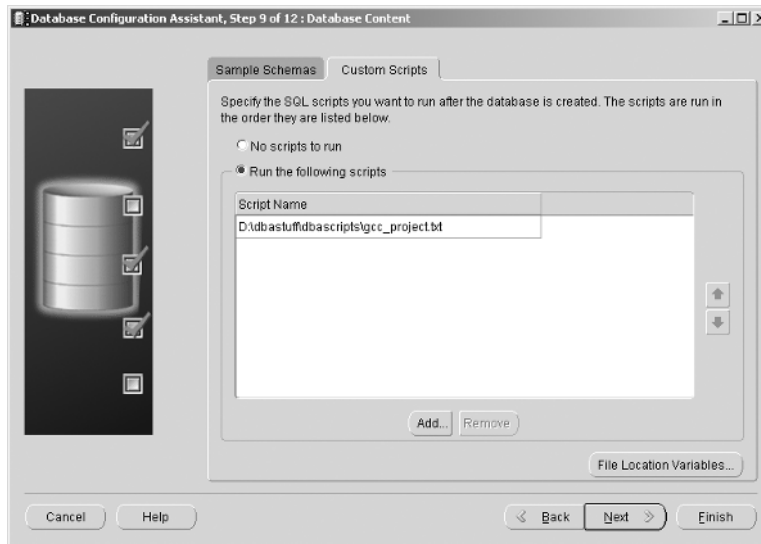 Database Configuration Assistant, Step 9 of 12 : Database Content
Sample Schemas
Custom Scripts
Specify the SQL scripts you want to run after the database is created. The scripts are run in
the order they are listed below.
No scripts to run
Run the following scripts
Script Name
D:\dbastuff\dbascripts\gcc_project.txt
Add...
Remove
File Location Variables...
Cancel
Help
Back
Next
Finish